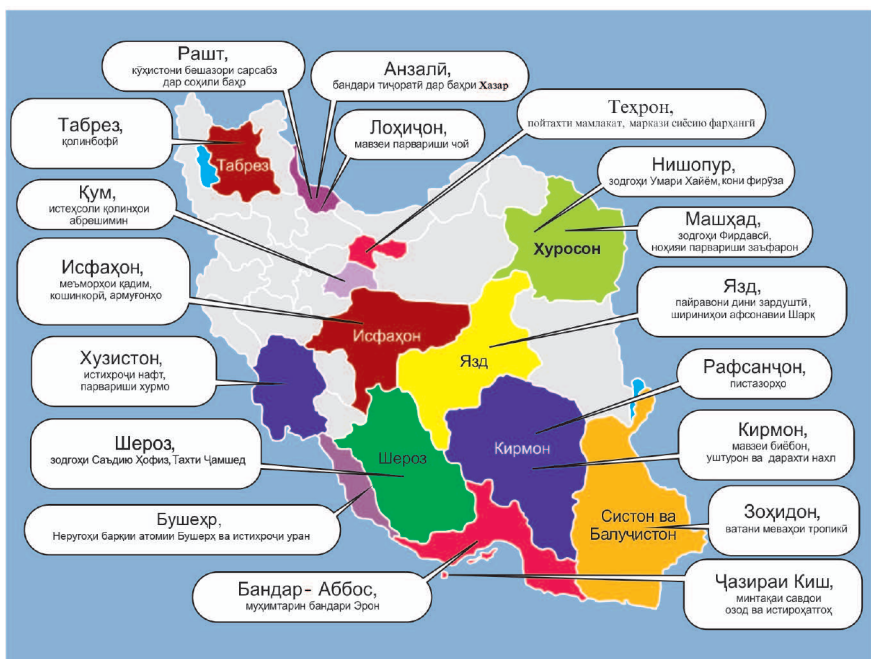 Рашт,
кӯҳистони бешазори сарсабз
дар соҳили баҳр
Анзалӣ,
бандари тиҷоратӣ дар баҳри Хазар
Теҳрон,
пойтахти мамлакат, маркази сиёсию фарҳангӣ
Табрез,
қолинбофӣ
Лоҳиҷон,
мавзеи парвариши чой
Табрез
Нишопур,
зодгоҳи Умари Хайём, кони фирӯза
Қум,
истеҳсоли қолинҳои
абрешимин
Машҳад,
зодгоҳи Фирдавсӣ,
ноҳияи парвариши заъфарон
Хуросон
Исфаҳон,
меъморҳои қадим,
кошинкорӣ, армуғонҳо
Язд,
пайравони дини зардуштӣ,
шириниҳои афсонавии Шарқ
Исфаҳон
Язд
Хузистон,
истихроҷи нафт,
парвариши хурмо
Рафсанҷон,
пистазорҳо
Шероз,
зодгоҳи Саъдию Ҳофиз, Тахти Ҷамшед
Шероз
Кирмон
Кирмон,
мавзеи биёбон,
уштурон ва дарахти нахл
Бушеҳр,
Неругоҳи барқии атомии Бушерҳ ва истихроҷи уран
Систон ва
Балуҷистон
Зоҳидон,
ватани меваҳои тропикӣ
Бандар- Аббос,
муҳимтарин бандари Эрон
Ҷазираи Киш,
минтақаи савдои
озод ва истироҳатгоҳ